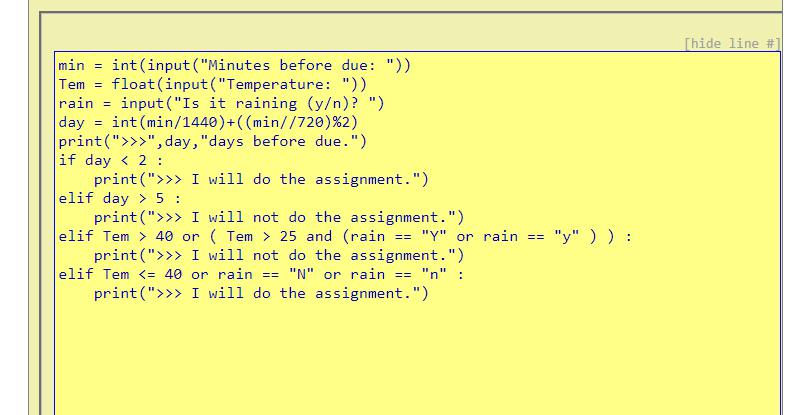 [hide line #]
min = int(input("Minutes before due: "))
Tem = float(input("Temperature: "))
rain = input("Is it raining (y/n)? ")
day = int(min/1440)+((min//720)%2)
print(">>>",day,"days before due.")
if day < 2 :
    print(">>> I will do the assignment.")
elif day > 5 :
    print(">>> I will not do the assignment.")
elif Tem > 40 or ( Tem > 25 and (rain == "Y" or rain == "y" ) ) :
    print(">>> I will not do the assignment.")
elif Tem <= 40 or rain == "N" or rain == "n" :
    print(">>> I will do the assignment.")